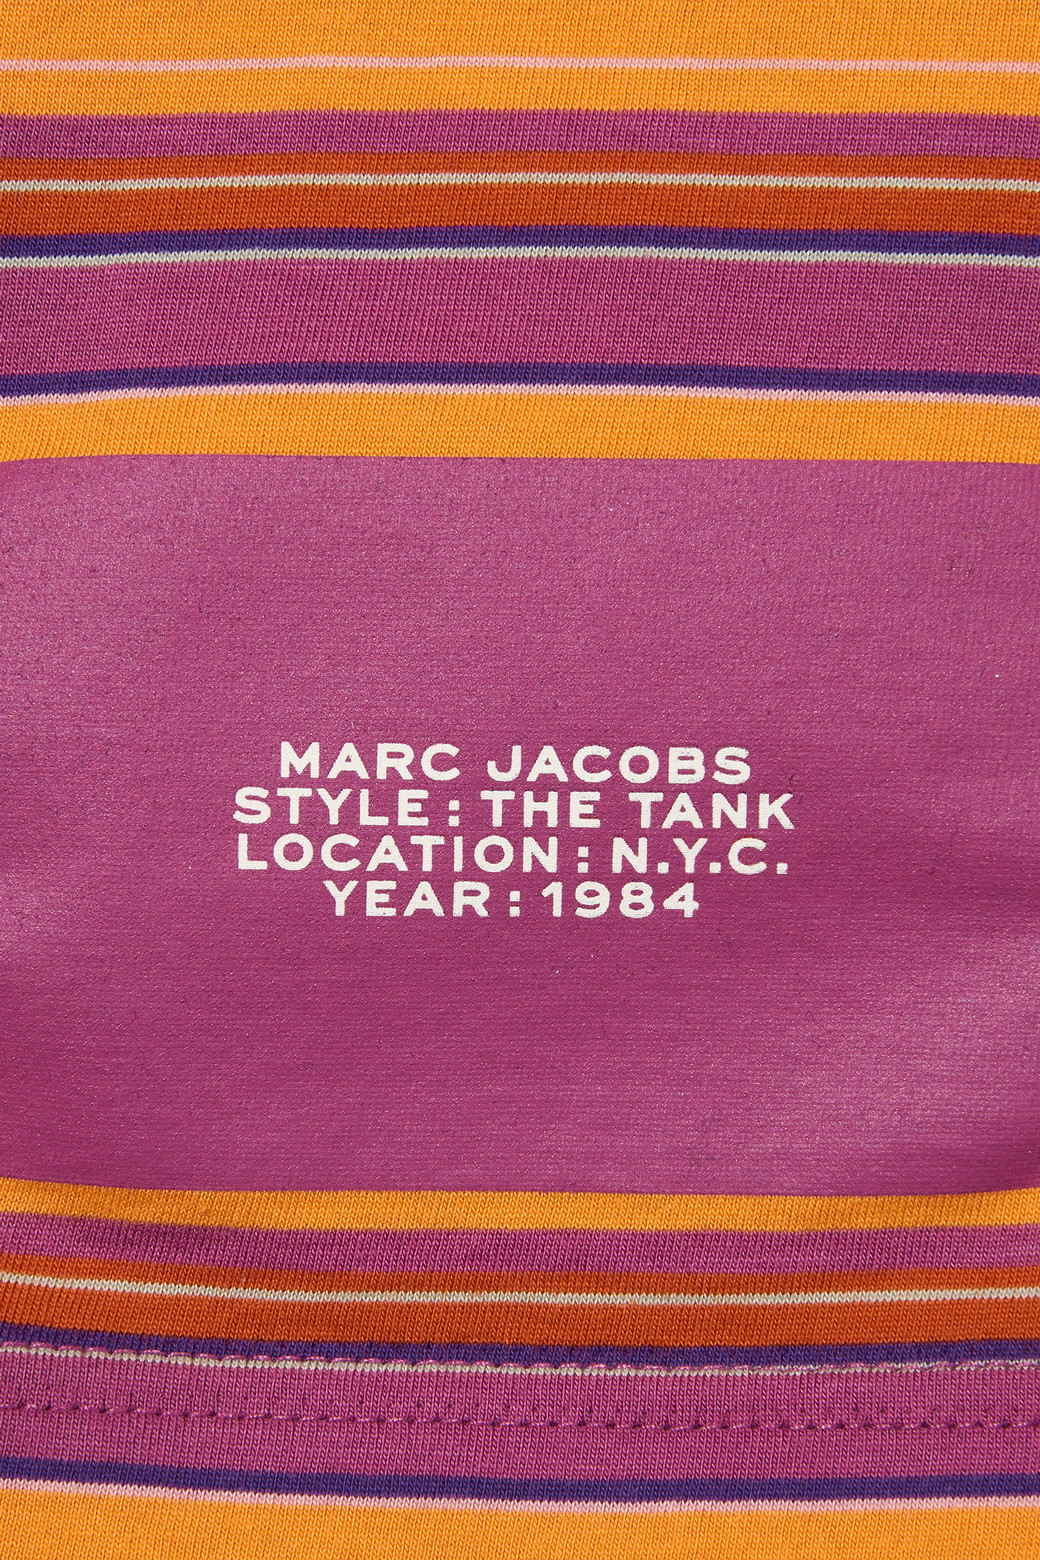 MARC JACOBS
STYLE: THE TANK
LOCATION: N.Y.C.
YEAR: 1984